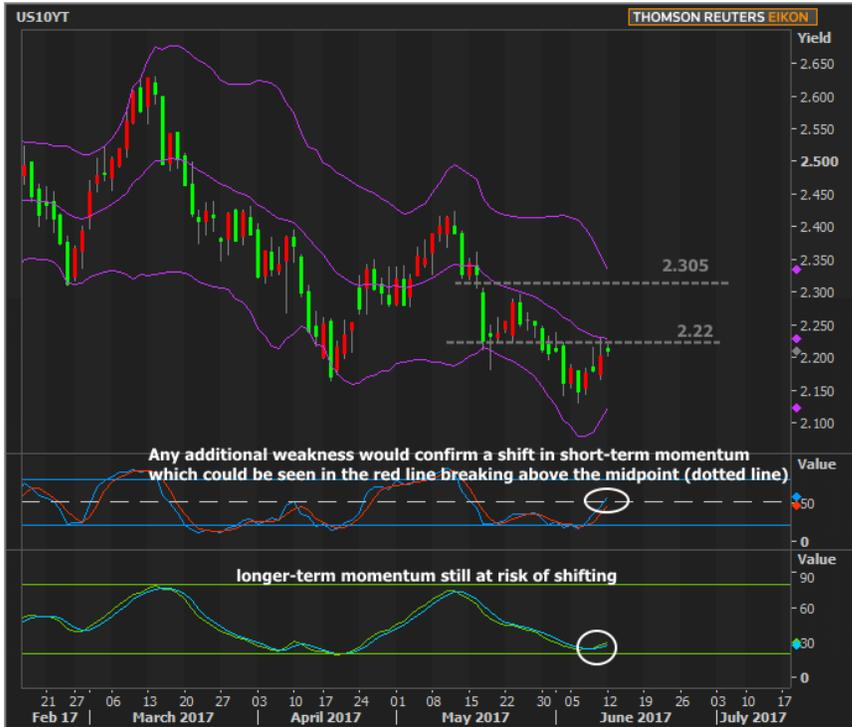 US10YT
THOMSON REUTERS EIKON
Yield
2.650
2.600
2.550
2.500
2.450
2.400
2.350
2.305
2.300
2.250
2.22
2.200
2.150
2.100
Any additional weakness would confirm a shift in short-term momentum
which could be seen in the red line breaking above the midpoint (dotted line)
Value
50
0
longer-term momentum still at risk of shifting
Value
90
60
30
0
21 27 06 13 20 27 03 10 17 24 01 08 15 22 30 05 12 19 26 03 10 17
Feb 17 March 2017 April 2017 May 2017 June 2017 July 2017